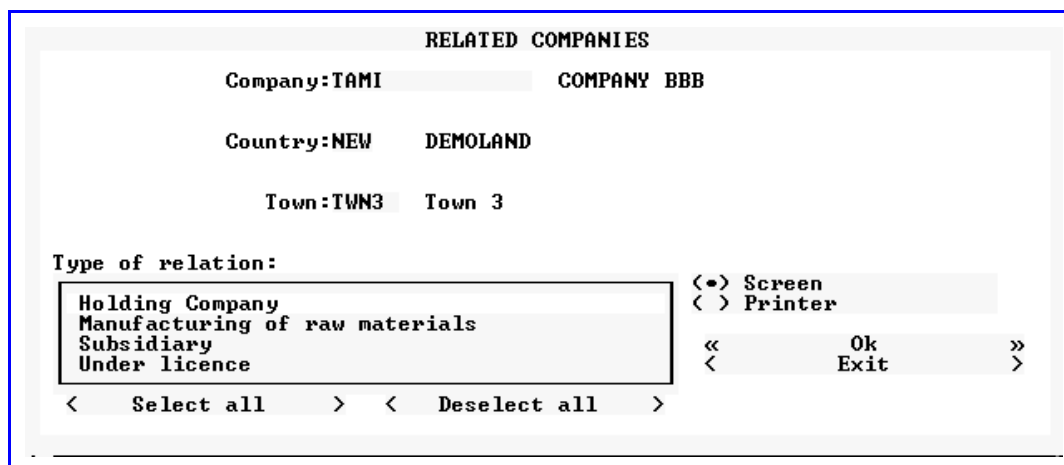 RELATED COMPANIES
Company:TAMI COMPANY BBB
Country:NEW DEMOLAND
Town:TWN3 Town 3
Type of relation:
Holding Company
Manufacturing of raw materials
Subsidiary
Under licence
< Select all > < Deselect all >
(•) Screen
( ) Printer
« Ok »
< Exit >